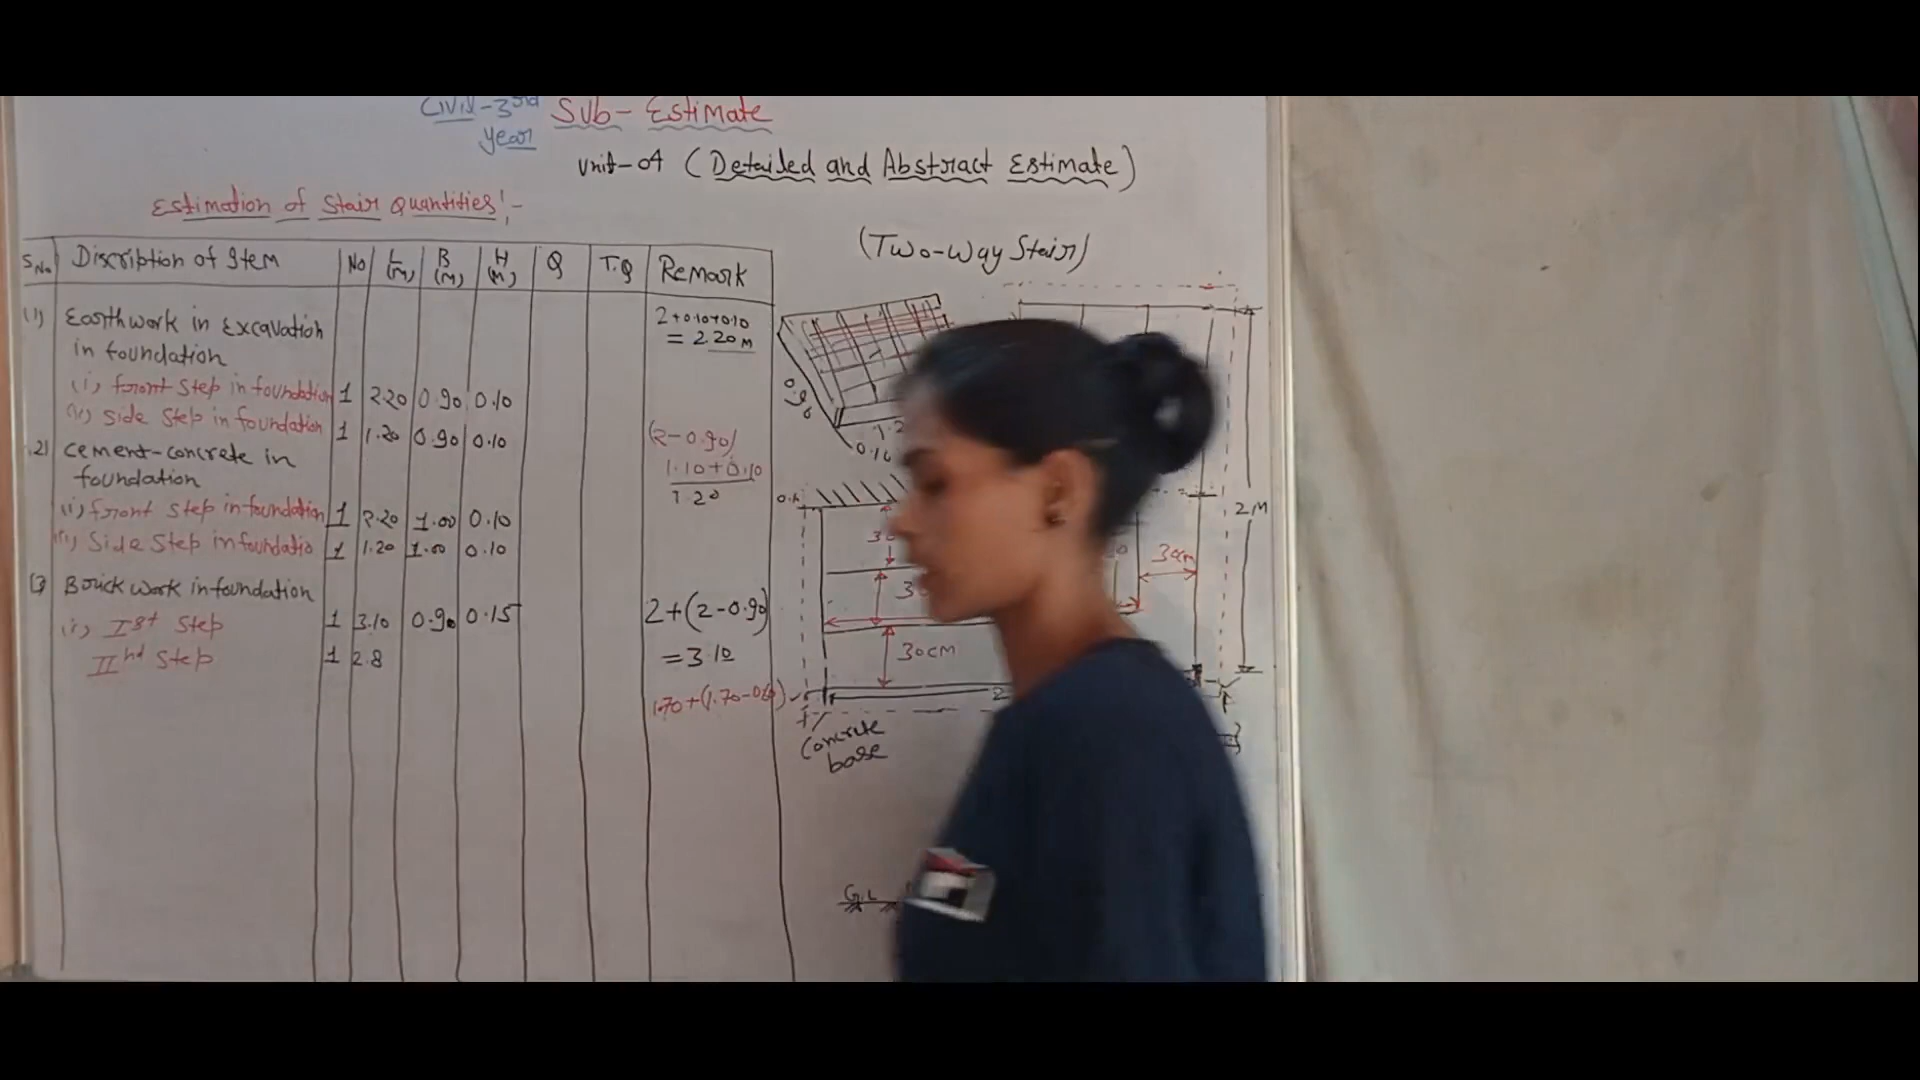 Civil-3rd
year
Sub- Estimate
Unit-04 (Detailed and Abstract Estimate)
Estimation of Stair Quantities:-
S.No
Discription of Item
No
L (M)
B (M)
H (M)
Q
T.Q
Remark
(1) Earthwork in Excavation
in foundation
2+0.10+0.10
= 2.20 M
(i) front Step in foundation 1 2.20 0.90 0.10
(ii) Side Step in foundation 1 1.20 0.90 0.10
(2-0.90)
1.10+0.10
1.20
2) Cement-concrete in
foundation
(i) front Step in foundation 1 2.20 1.00 0.10
(ii) Side Step in foundatio 1 1.20 1.00 0.10
(3) Brick work in foundation
(i) Ist Step 1 3.10 0.90 0.15 2+(2-0.90)
IInd Step 1 2.8 = 3.10
(Two-Way Stair)
0.90
30cm
2M
30CM
2
Concrete
base
G.L